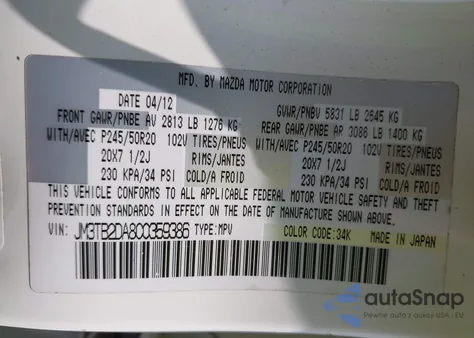 MFD. BY MAZDA MOTOR CORPORATION
DATE 04/12 GVWR/PNBV 5831 LB 2645 KG
FRONT GAWR/PNBE AV 2813 LB 1276 KG REAR GAWR/PNBE AR 3086 LB 1400 KG
WITH/AVEC P245/50R20 102V TIRES/PNEUS WITH/AVEC P245/50R20 102V TIRES/PNEUS
20X7 1/2J RIMS/JANTES 20X7 1/2J RIMS/JANTES
230 KPA/34 PSI COLD/A FROID 230 KPA/34 PSI COLD/A FROID
THIS VEHICLE CONFORMS TO ALL APPLICABLE FEDERAL MOTOR VEHICLE SAFETY AND THEFT
PREVENTION STANDARDS IN EFFECT ON THE DATE OF MANUFACTURE SHOWN ABOVE.
VIN: JM3TB2DA8C0359386 TYPE:MPV COLOR CODE:34K MADE IN JAPAN
autoSnap
Pewne auta z aukcji USA i EU